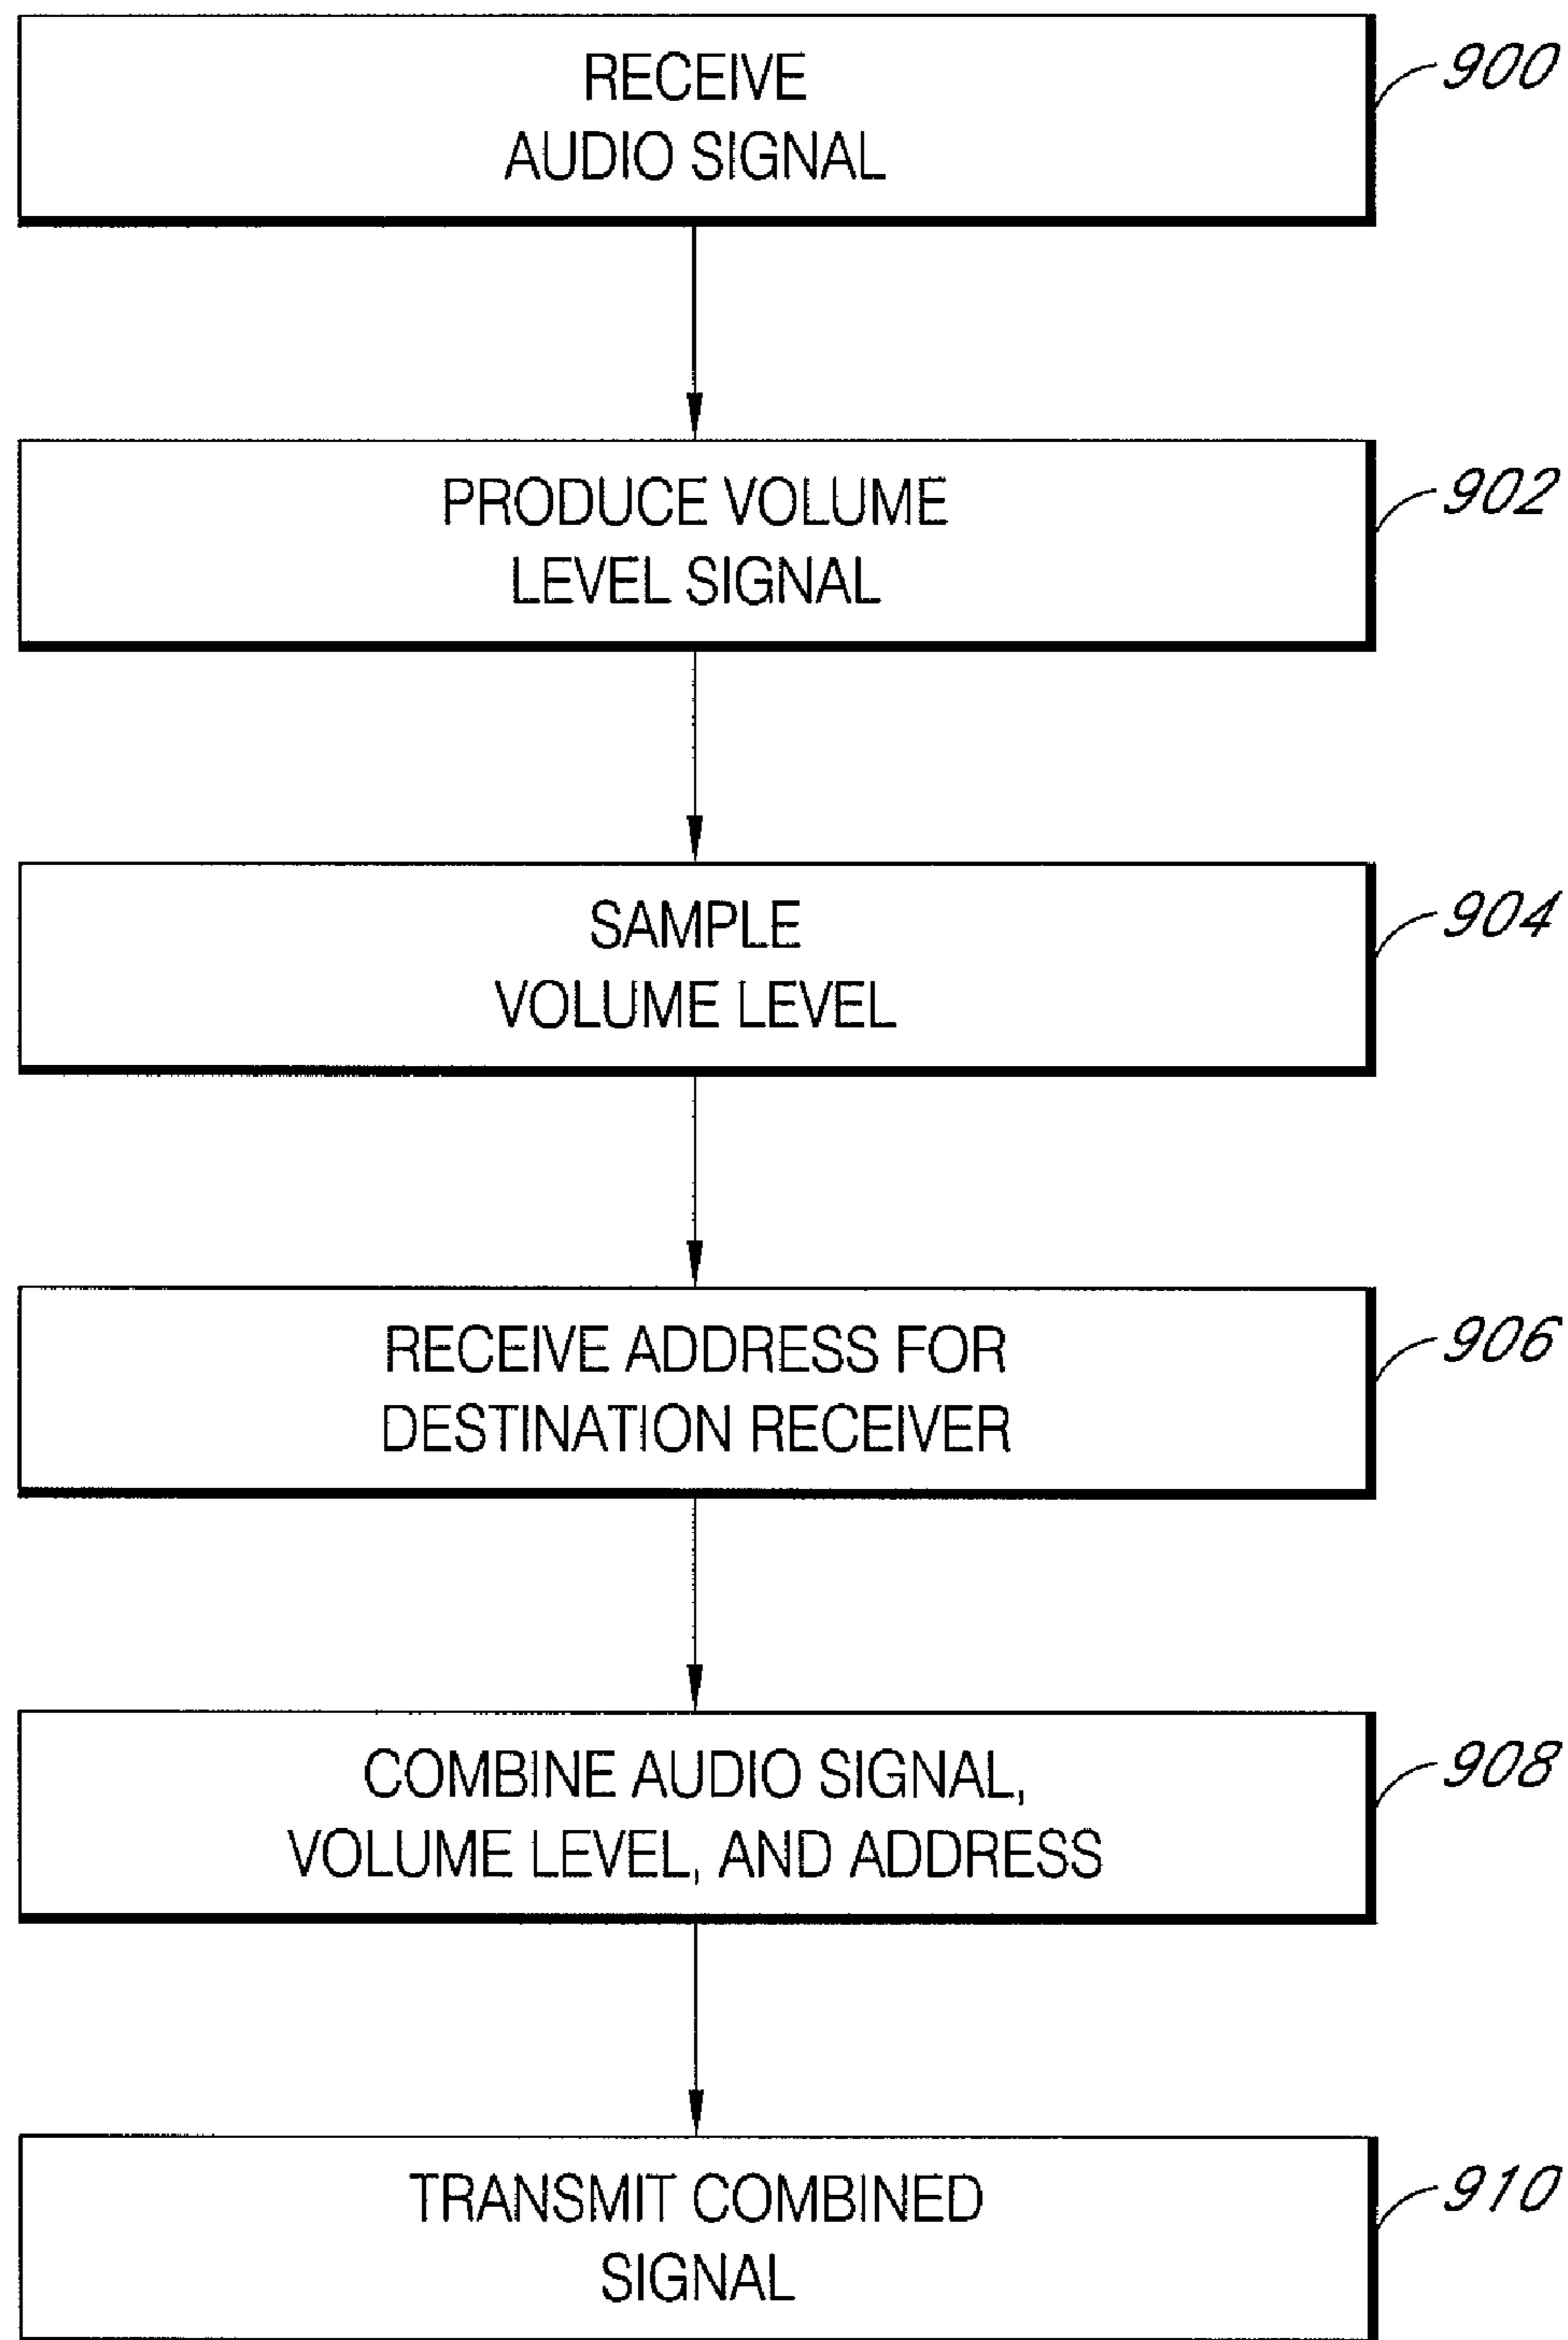 RECEIVE
AUDIO SIGNAL
900
PRODUCE VOLUME
LEVEL SIGNAL
902
SAMPLE
VOLUME LEVEL
904
RECEIVE ADDRESS FOR
DESTINATION RECEIVER
906
COMBINE AUDIO SIGNAL,
VOLUME LEVEL, AND ADDRESS
908
TRANSMIT COMBINED
SIGNAL
910